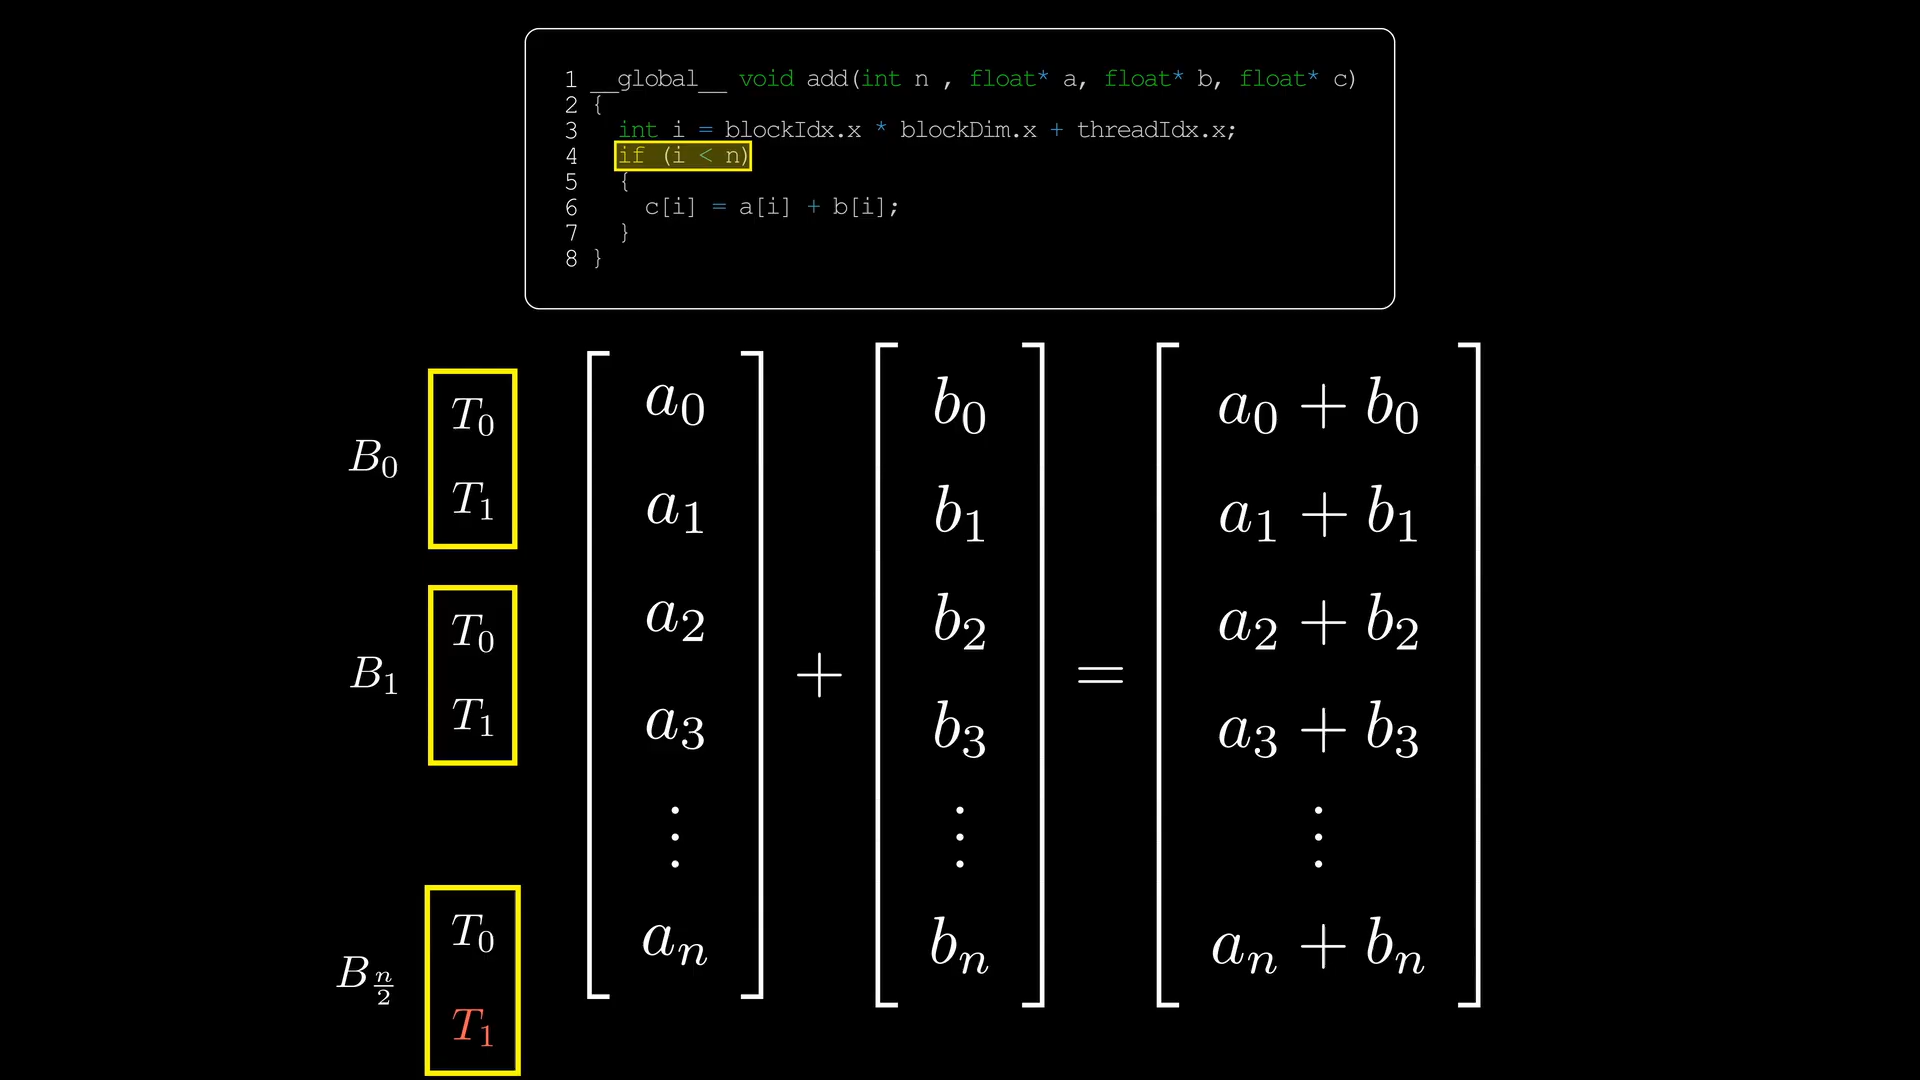 1 __global__ void add(int n , float* a, float* b, float* c)
2 {
3   int i = blockIdx.x * blockDim.x + threadIdx.x;
4   if (i < n)
5   {
6     c[i] = a[i] + b[i];
7   }
8 }
B₀ T₀ T₁
B₁ T₀ T₁
B_{n/2} T₀ T₁
a₀ a₁ a₂ a₃ ⋮ aₙ
+
b₀ b₁ b₂ b₃ ⋮ bₙ
=
a₀ + b₀
a₁ + b₁
a₂ + b₂
a₃ + b₃
⋮
aₙ + bₙ